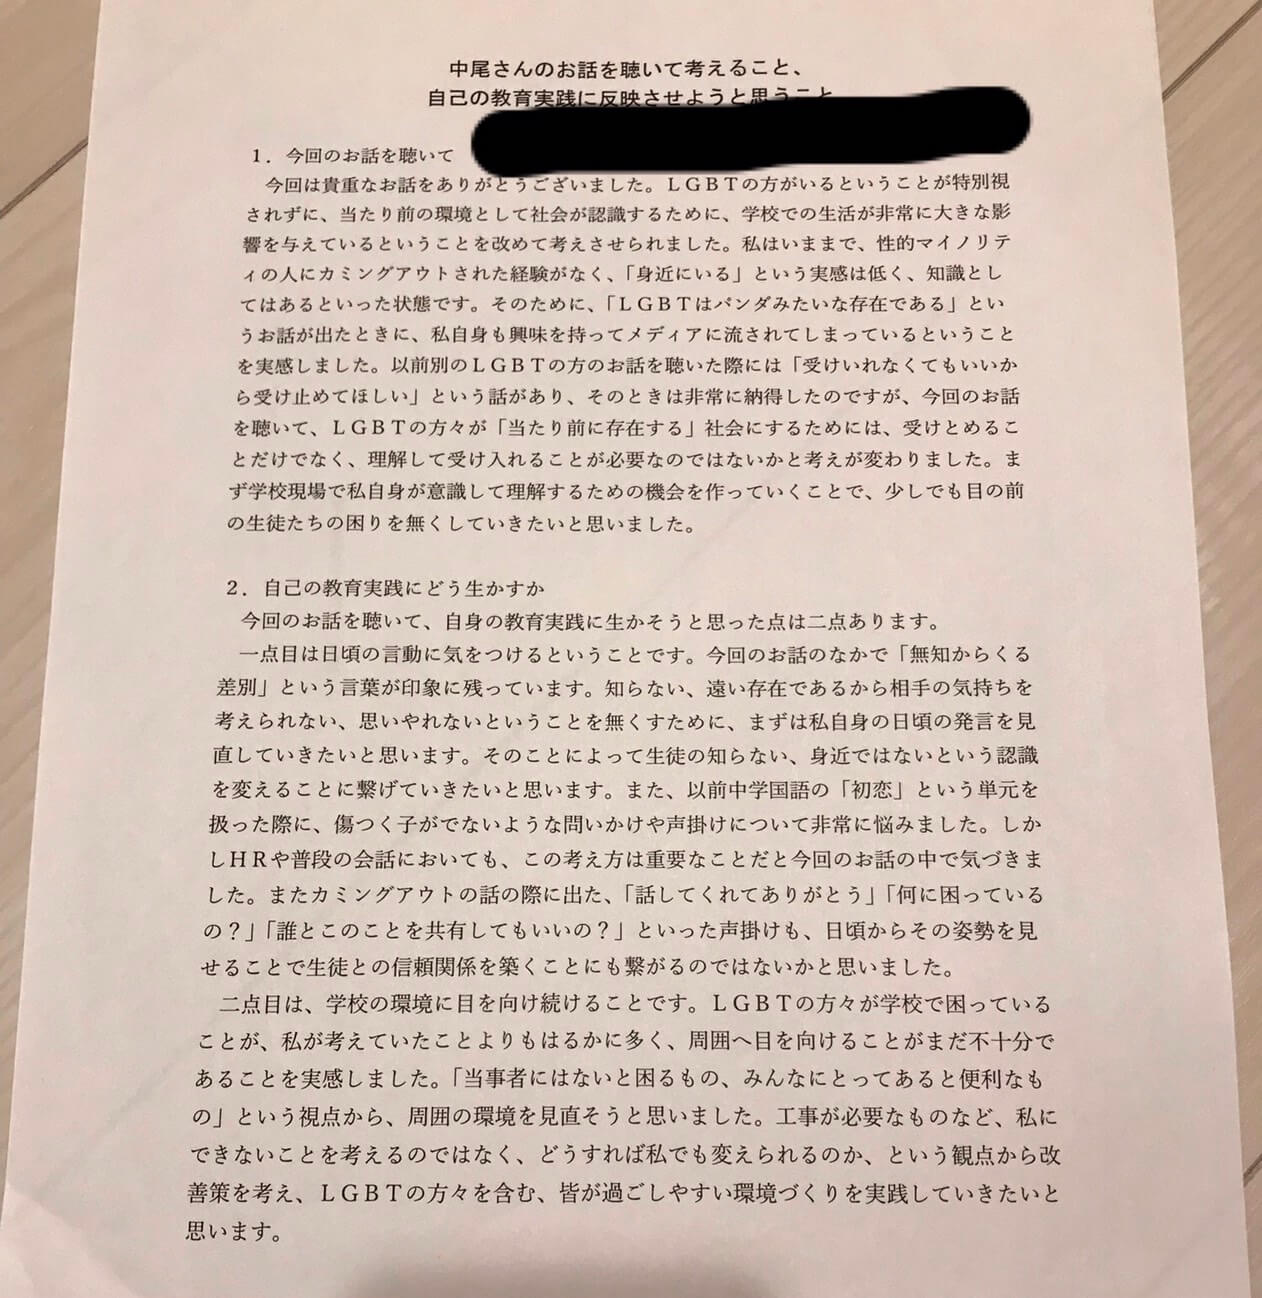 中尾さんのお話を聴いて考えること、
自己の教育実践に反映させようと思うこと
1．今回のお話を聴いて
今回は貴重なお話をありがとうございました。ＬＧＢＴの方がいるということが特別視
されずに、当たり前の環境として社会が認識するために、学校での生活が非常に大きな影
響を与えているということを改めて考えさせられました。私はいままで、性的マイノリテ
ィの人にカミングアウトされた経験がなく、「身近にいる」という実感は低く、知識とし
てはあるといった状態です。そのために、「ＬＧＢＴはパンダみたいな存在である」とい
うお話が出たときに、私自身も興味を持ってメディアに流されてしまっているということ
を実感しました。以前別のＬＧＢＴの方のお話を聴いた際には「受けいれなくてもいいか
ら受け止めてほしい」という話があり、そのときは非常に納得したのですが、今回のお話
を聴いて、ＬＧＢＴの方々が「当たり前に存在する」社会にするためには、受けとめるこ
とだけでなく、理解して受け入れることが必要なのではないかと考えが変わりました。ま
ず学校現場で私自身が意識して理解するための機会を作っていくことで、少しでも目の前
の生徒たちの困りを無くしていきたいと思いました。
2．自己の教育実践にどう生かすか
今回のお話を聴いて、自身の教育実践に生かそうと思った点は二点あります。
一点目は日頃の言動に気をつけるということです。今回のお話のなかで「無知からくる
差別」という言葉が印象に残っています。知らない、遠い存在であるから相手の気持ちを
考えられない、思いやれないということを無くすために、まずは私自身の日頃の発言を見
直していきたいと思います。そのことによって生徒の知らない、身近ではないという認識
を変えることに繋げていきたいと思います。また、以前中学国語の「初恋」という単元を
扱った際に、傷つく子がでないような問いかけや声掛けについて非常に悩みました。しか
しＨＲや普段の会話においても、この考え方は重要なことだと今回のお話の中で気づきま
した。またカミングアウトの話の際に出た、「話してくれてありがとう」「何に困っている
の？」「誰とこのことを共有してもいいの？」といった声掛けも、日頃からその姿勢を見
せることで生徒との信頼関係を築くことにも繋がるのではないかと思いました。
二点目は、学校の環境に目を向け続けることです。ＬＧＢＴの方々が学校で困っている
ことが、私が考えていたことよりもはるかに多く、周囲へ目を向けることがまだ不十分で
あることを実感しました。「当事者にはないと困るもの、みんなにとってあると便利なも
の」という視点から、周囲の環境を見直そうと思いました。工事が必要なものなど、私に
できないことを考えるのではなく、どうすれば私でも変えられるのか、という観点から改
善策を考え、ＬＧＢＴの方々を含む、皆が過ごしやすい環境づくりを実践していきたいと
思います。